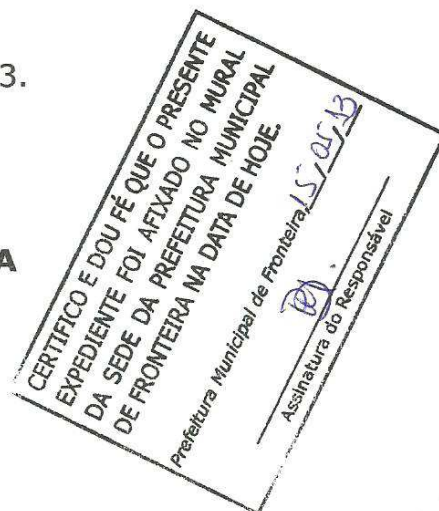 3.
A
CERTIFICO E DOU FÉ QUE O PRESENTE
EXPEDIENTE FOI AFIXADO NO MURAL
DA SEDE DA PREFEITURA MUNICIPAL
DE FRONTEIRA NA DATA DE HOJE.
Prefeitura Municipal de Fronteira, 15/05/13
Assinatura do Responsável